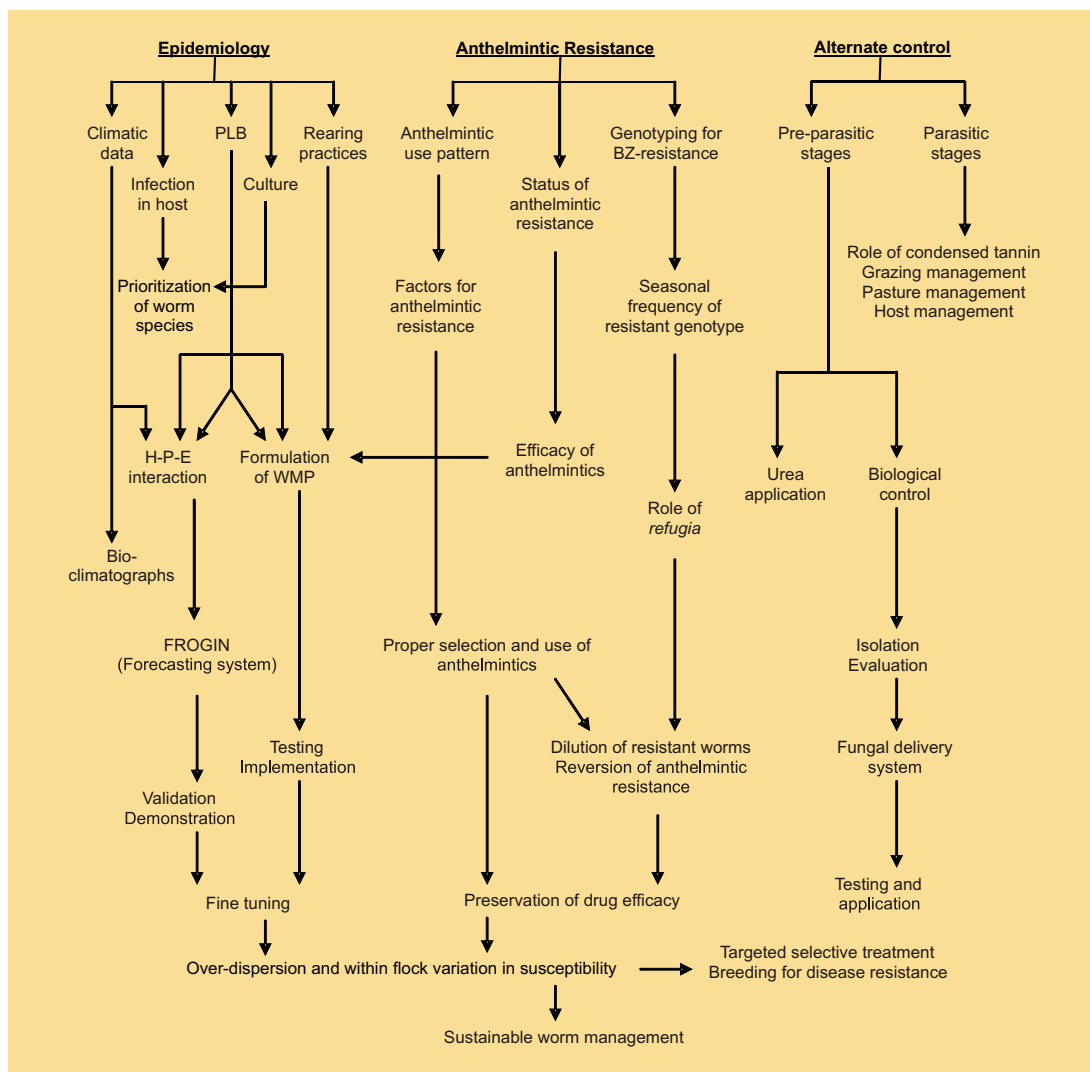 Epidemiology
Anthelmintic Resistance
Alternate control
Climatic
data
PLB
Rearing
practices
Anthelmintic
use pattern
Genotyping for
BZ-resistance
Pre-parasitic
stages
Parasitic
stages
Infection
in host
Culture
Status of
anthelmintic
resistance
Role of condensed tannin
Grazing management
Pasture management
Host management
Prioritization
of worm
species
Factors for
anthelmintic
resistance
Seasonal
frequency of
resistant genotype
H-P-E
interaction
Formulation
of WMP
Efficacy of
anthelmintics
Urea
application
Biological
control
Role of
refugia
Bio-
climatographs
FROGIN
(Forecasting system)
Proper selection and use of
anthelmintics
Isolation
Evaluation
Testing
Implementation
Dilution of resistant worms
Reversion of anthelmintic
resistance
Fungal delivery
system
Validation
Demonstration
Fine tuning
Preservation of drug efficacy
Testing and
application
Over-dispersion and within flock variation in susceptibility
Targeted selective treatment
Breeding for disease resistance
Sustainable worm management